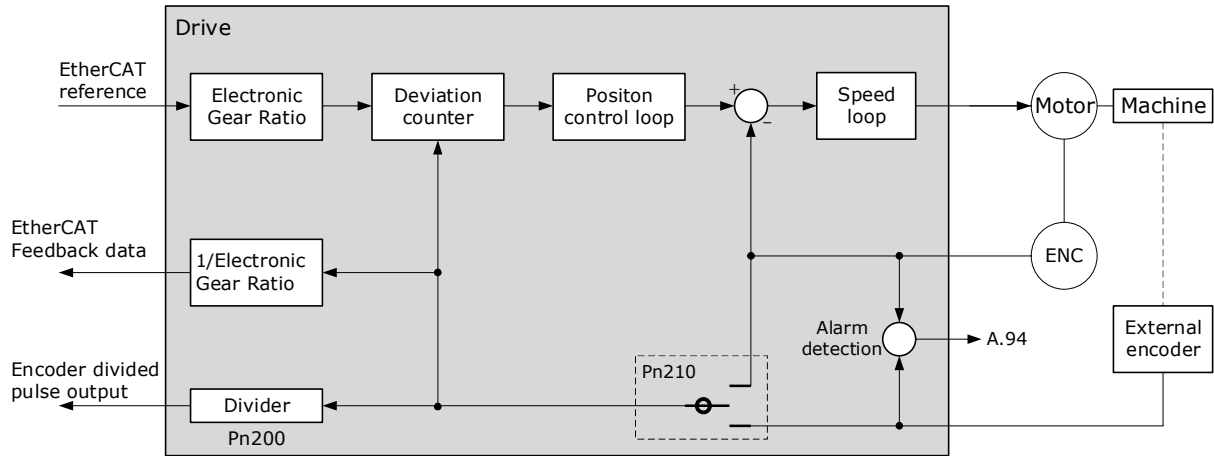 Drive
EtherCAT
reference
Electronic
Gear Ratio
Deviation
counter
Positon
control loop
+
-
Speed
loop
Motor
Machine
EtherCAT
Feedback data
1/Electronic
Gear Ratio
ENC
Alarm
detection
A.94
External
encoder
Encoder divided
pulse output
Divider
Pn200
Pn210